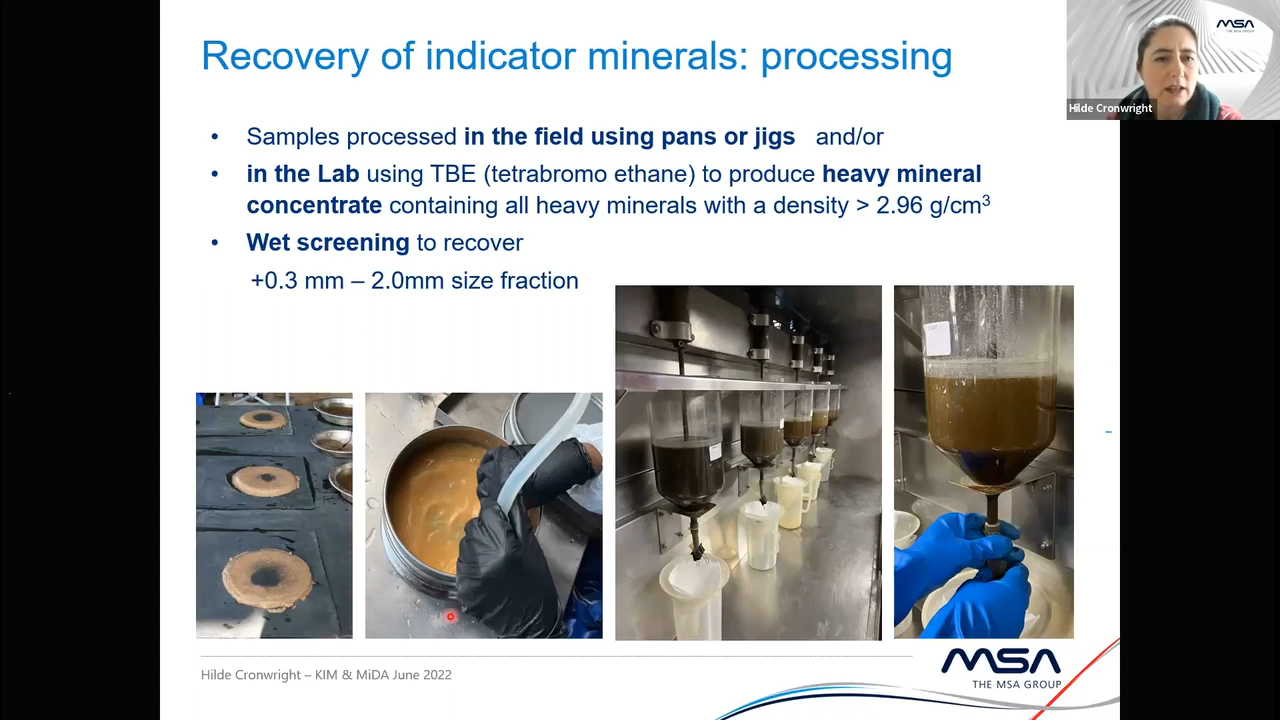 Recovery of indicator minerals: processing
MSA
THE MSA GROUP
Hilde Cronwright
• Samples processed in the field using pans or jigs and/or
• in the Lab using TBE (tetrabromo ethane) to produce heavy mineral
concentrate containing all heavy minerals with a density > 2.96 g/cm³
• Wet screening to recover
+0.3 mm – 2.0mm size fraction
Hilde Cronwright – KIM & MiDA June 2022
MSA
THE MSA GROUP